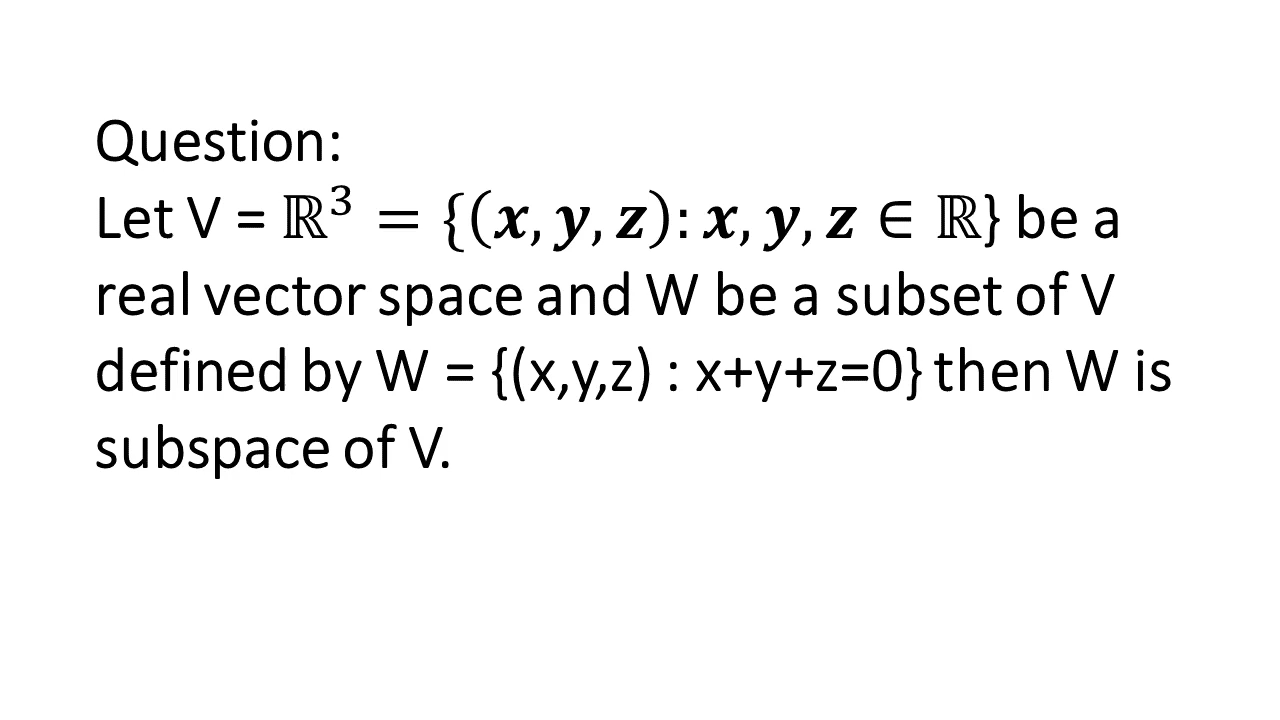 Question:
Let V = ℝ³ = {(x, y, z): x, y, z ∈ ℝ} be a
real vector space and W be a subset of V
defined by W = {(x,y,z) : x+y+z=0} then W is
subspace of V.